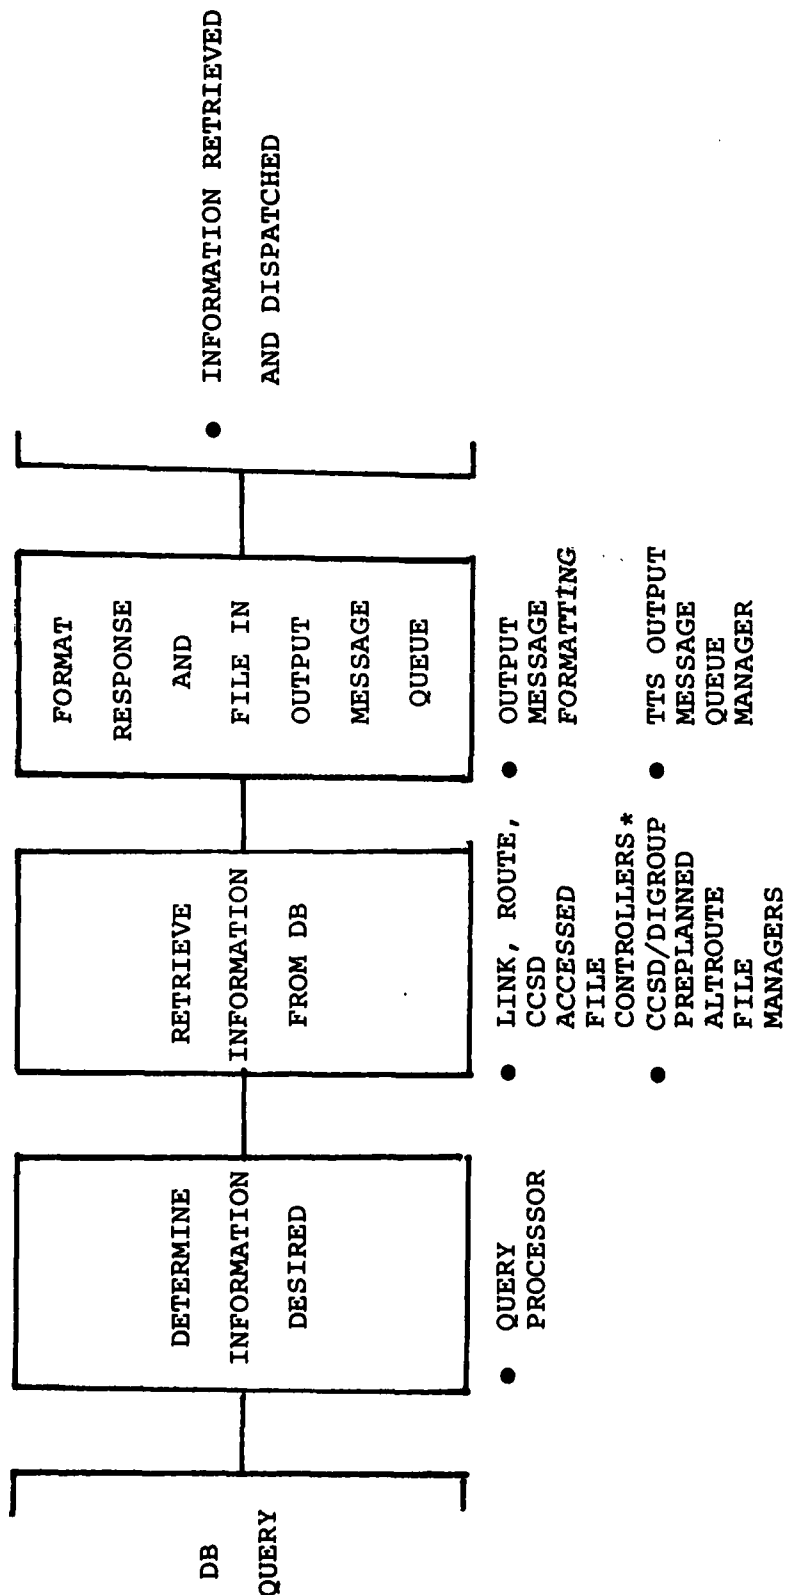 DB
QUERY
DETERMINE
INFORMATION
DESIRED
● QUERY
PROCESSOR
RETRIEVE
INFORMATION
FROM DB
● LINK, ROUTE,
CCSD
ACCESSED
FILE
CONTROLLERS*
● CCSD/DIGROUP
PREPLANNED
ALTROUTE
FILE
MANAGERS
FORMAT
RESPONSE
AND
FILE IN
OUTPUT
MESSAGE
QUEUE
● OUTPUT
MESSAGE
FORMATTING
● TTS OUTPUT
MESSAGE
QUEUE
MANAGER
● INFORMATION RETRIEVED
AND DISPATCHED